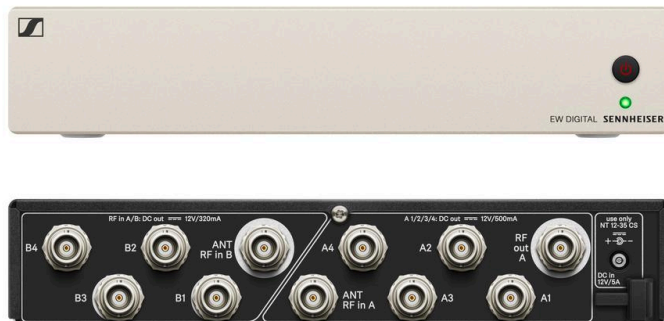 EW DIGITAL SENNHEISER
RF in A/B: DC out 12V/320mA
A 1/2/3/4: DC out 12V/500mA
use only
NT 12-35 CS
B4
B2
ANT
RF in B
A4
A2
RF
out
A
B3
B1
ANT
RF in A
A3
A1
DC in
12V/5A